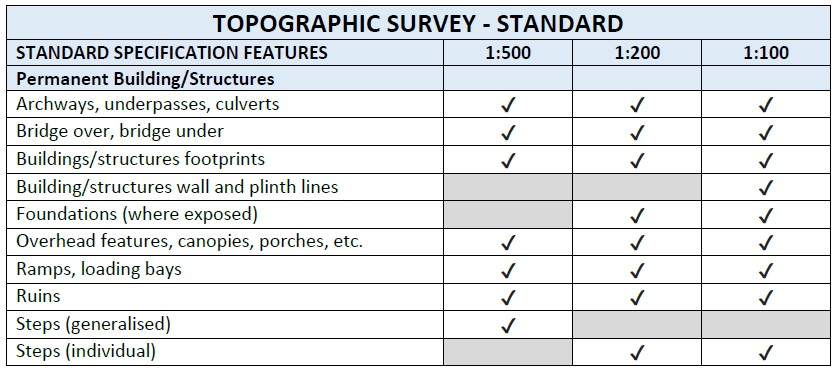 TOPOGRAPHIC SURVEY - STANDARD
STANDARD SPECIFICATION FEATURES 1:500 1:200 1:100
Permanent Building/Structures
Archways, underpasses, culverts ✓ ✓ ✓
Bridge over, bridge under ✓ ✓ ✓
Buildings/structures footprints ✓ ✓ ✓
Building/structures wall and plinth lines ✓
Foundations (where exposed) ✓ ✓
Overhead features, canopies, porches, etc. ✓ ✓ ✓
Ramps, loading bays ✓ ✓ ✓
Ruins ✓ ✓ ✓
Steps (generalised) ✓
Steps (individual) ✓ ✓